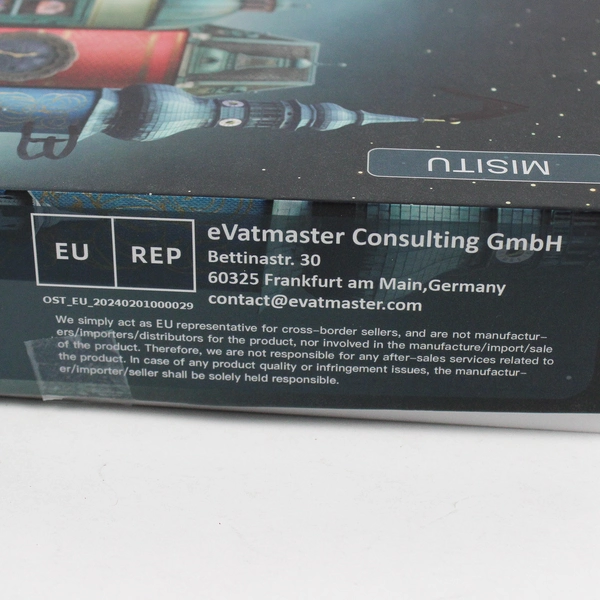 MISITU
EU REP
eVatmaster Consulting GmbH
Bettinastr. 30
60325 Frankfurt am Main,Germany
contact@evatmaster.com
OST_EU_20240201000029
We simply act as EU representative for cross-border sellers, and are not manufactur-
ers/importers/distributors for the product, nor involved in the manufacture/import/sale
of the product. Therefore, we are not responsible for any after-sales services related to
the product. In case of any product quality or infringement issues, the manufactur-
er/importer/seller shall be solely held responsible.